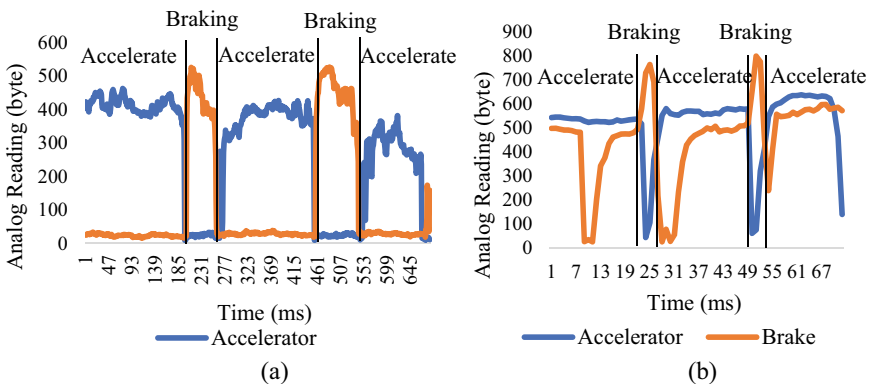 (a)
Braking
Braking
Accelerate
Accelerate
Accelerate
600
500
400
300
200
100
0
Analog Reading (byte)
1 47 93 139 185 231 277 323 369 415 461 507 553 599 645
Time (ms)
Accelerator
(a)
(b)
Braking
Braking
Accelerate
Accelerate
Accelerate
900
800
700
600
500
400
300
200
100
0
Analog Reading (byte)
1 7 13 19 25 31 37 43 49 55 61 67
Time (ms)
Accelerator
Brake
(b)